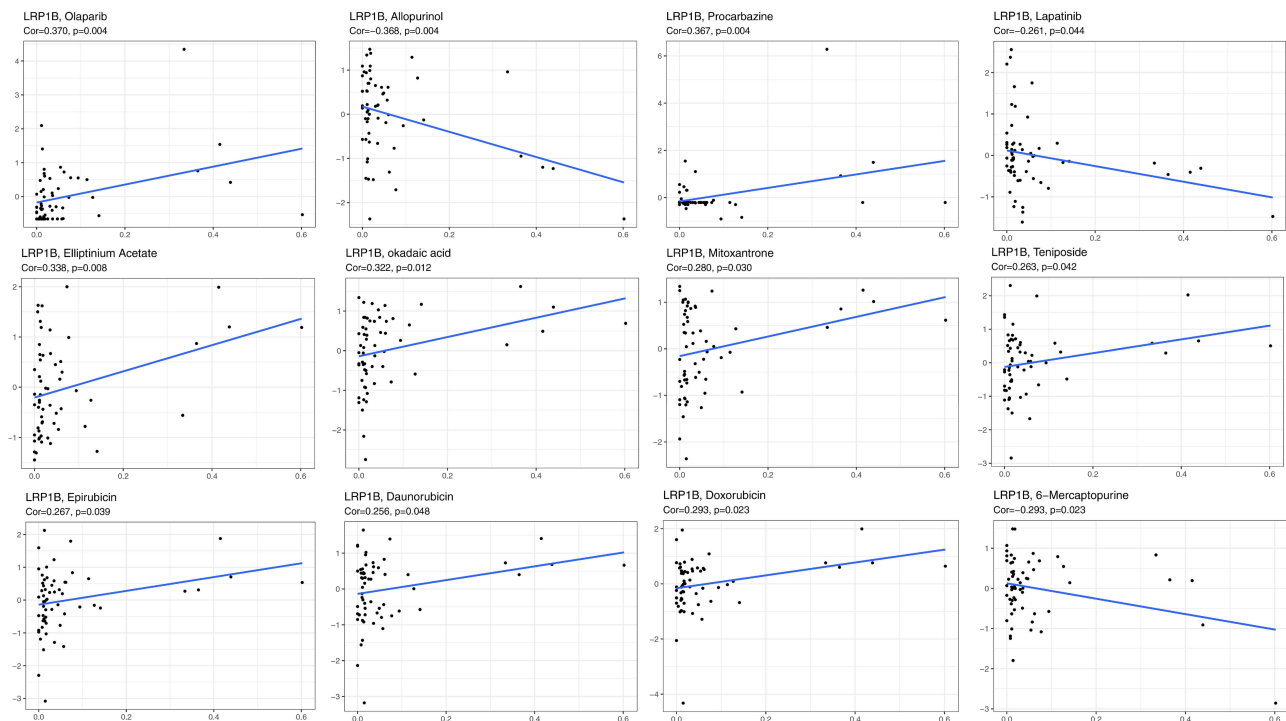 LRP1B, Olaparib
Cor=0.370, p=0.004
4
3
2
1
0
0.0 0.2 0.4 0.6
LRP1B, Allopurinol
Cor=−0.368, p=0.004
1
0
−1
−2
0.0 0.2 0.4 0.6
LRP1B, Procarbazine
Cor=0.367, p=0.004
6
4
2
0
0.0 0.2 0.4 0.6
LRP1B, Lapatinib
Cor=−0.261, p=0.044
2
1
0
−1
0.0 0.2 0.4 0.6
LRP1B, Elliptinium Acetate
Cor=0.338, p=0.008
2
1
0
−1
0.0 0.2 0.4 0.6
LRP1B, okadaic acid
Cor=0.322, p=0.012
1
0
−1
−2
0.0 0.2 0.4 0.6
LRP1B, Mitoxantrone
Cor=0.280, p=0.030
1
0
−1
−2
0.0 0.2 0.4 0.6
LRP1B, Teniposide
Cor=0.263, p=0.042
2
1
0
−1
−2
−3
0.0 0.2 0.4 0.6
LRP1B, Epirubicin
Cor=0.267, p=0.039
2
1
0
−1
−2
−3
0.0 0.2 0.4 0.6
LRP1B, Daunorubicin
Cor=0.256, p=0.048
1
0
−1
−2
−3
0.0 0.2 0.4 0.6
LRP1B, Doxorubicin
Cor=0.293, p=0.023
2
0
−2
−4
0.0 0.2 0.4 0.6
LRP1B, 6−Mercaptopurine
Cor=−0.293, p=0.023
1
0
−1
−2
−3
0.0 0.2 0.4 0.6